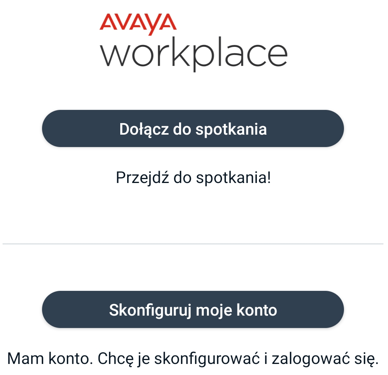 AVAYA
workplace
Dołącz do spotkania
Przejdź do spotkania!
Skonfiguruj moje konto
Mam konto. Chcę je skonfigurować i zalogować się.